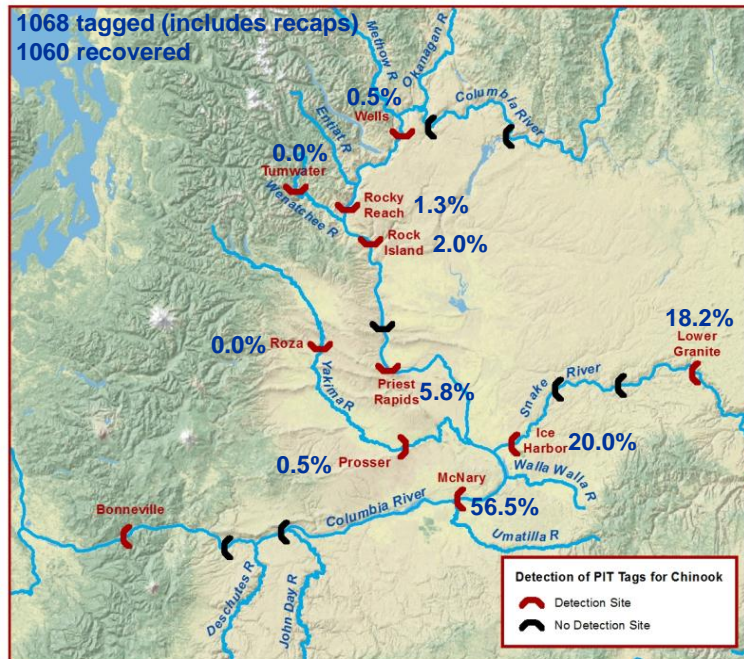 1068 tagged (includes recaps)
1060 recovered
Methow R
Okanagan R
0.5%
Wells
Columbia River
Entiat R
0.0%
Tumwater
Wenatchee R
Rocky
Reach
1.3%
Rock
Island
2.0%
18.2%
Lower
Granite
0.0%
Roza
Yakima R
Priest
Rapids
5.8%
Snake River
Ice
Harbor
20.0%
0.5%
Prosser
Walla Walla R
McNary
56.5%
Bonneville
Columbia River
Umatilla R
Deschutes R
John Day R
Detection of PIT Tags for Chinook
Detection Site
No Detection Site